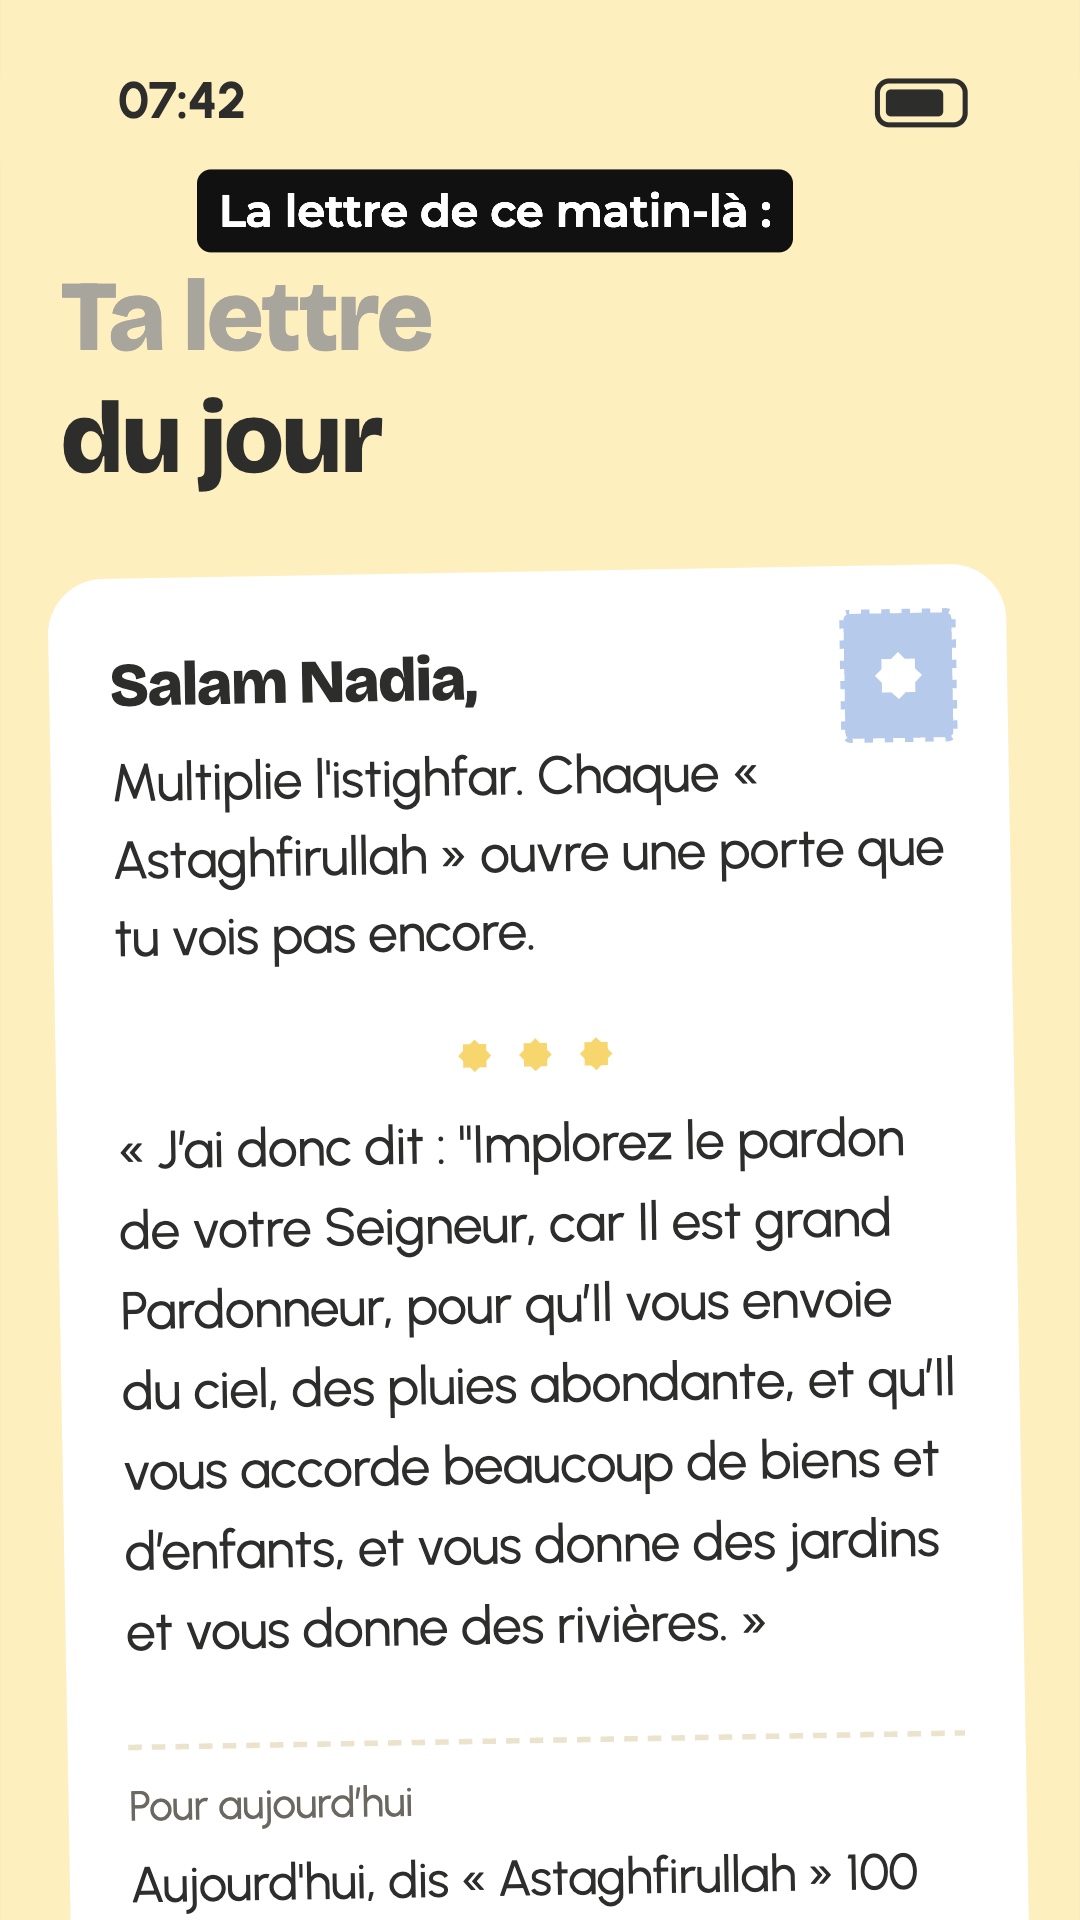 07:42
La lettre de ce matin-là :
Ta lettre
du jour
Salam Nadia,
Multiplie l'istighfar. Chaque «
Astaghfirullah » ouvre une porte que
tu vois pas encore.
« J’ai donc dit : "Implorez le pardon
de votre Seigneur, car Il est grand
Pardonneur, pour qu’Il vous envoie
du ciel, des pluies abondante, et qu’Il
vous accorde beaucoup de biens et
d’enfants, et vous donne des jardins
et vous donne des rivières. »
Pour aujourd’hui
Aujourd'hui, dis « Astaghfirullah » 100